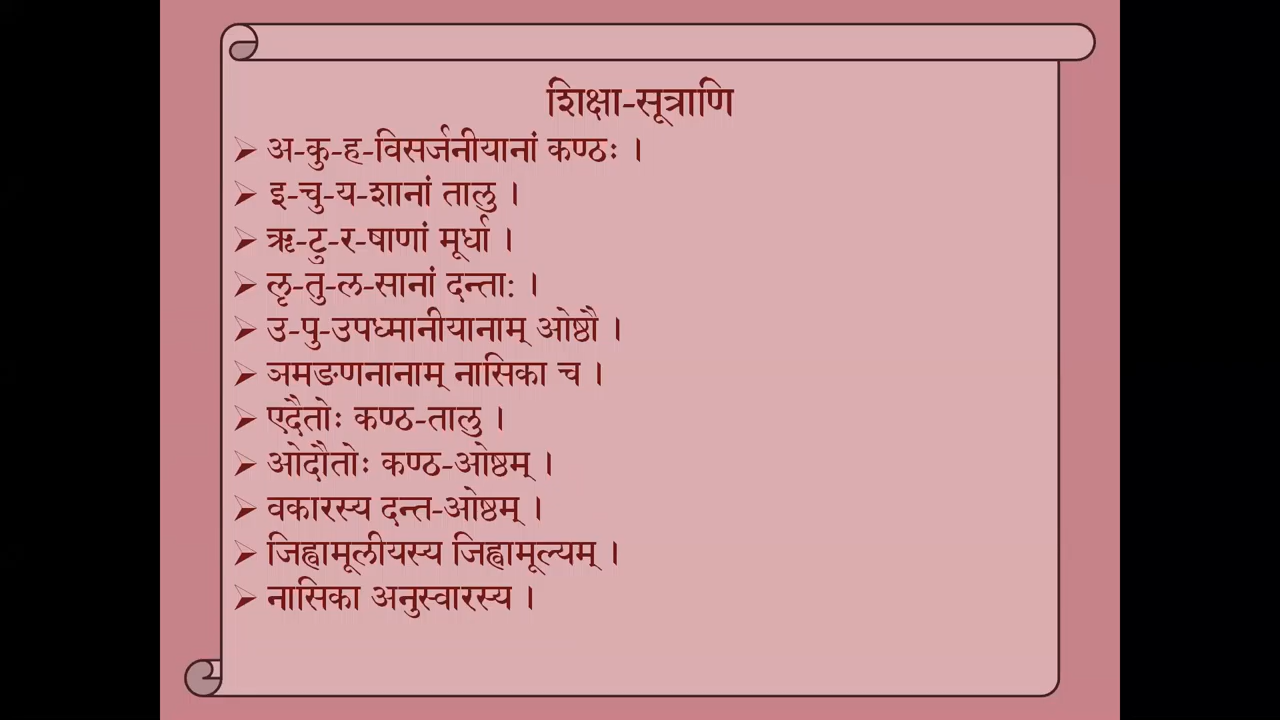 शिक्षा-सूत्राणि
अ-कु-ह-विसर्जनीयानां कण्ठः ।
इ-चु-य-शानां तालु ।
ऋ-टु-र-षाणां मूर्धा ।
लृ-तु-ल-सानां दन्ता: ।
उ-पु-उपध्मानीयानाम् ओष्ठौ ।
ञमङणनानाम् नासिका च ।
एदैतोः कण्ठ-तालु ।
ओदौतोः कण्ठ-ओष्ठम् ।
वकारस्य दन्त-ओष्ठम् ।
जिह्वामूलीयस्य जिह्वामूल्यम् ।
नासिका अनुस्वारस्य ।